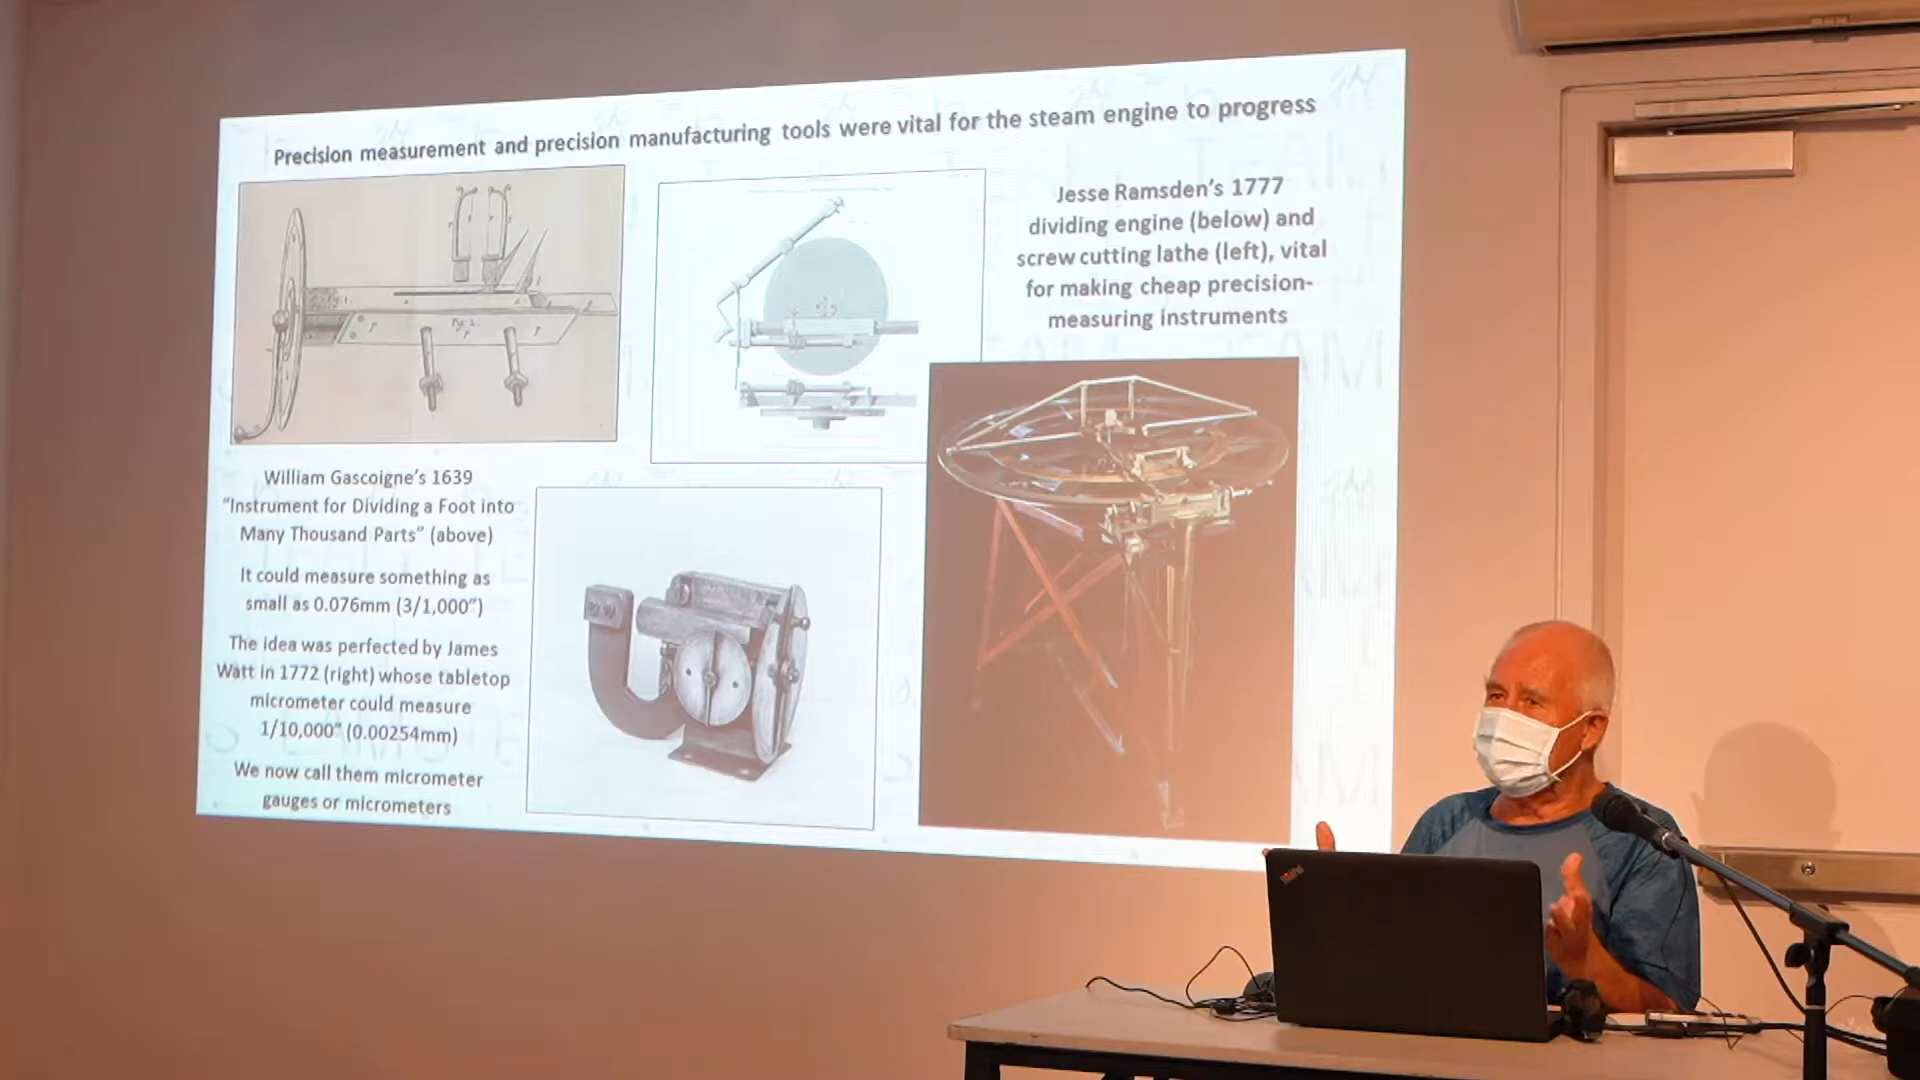 Precision measurement and precision manufacturing tools were vital for the steam engine to progress
Jesse Ramsden's 1777
dividing engine (below) and
screw cutting lathe (left), vital
for making cheap precision-
measuring instruments
William Gascoigne's 1639
"Instrument for Dividing a Foot into
Many Thousand Parts" (above)
It could measure something as
small as 0.076mm (3/1,000")
The idea was perfected by James
Watt in 1772 (right) whose tabletop
micrometer could measure
1/10,000" (0.00254mm)
We now call them micrometer
gauges or micrometers